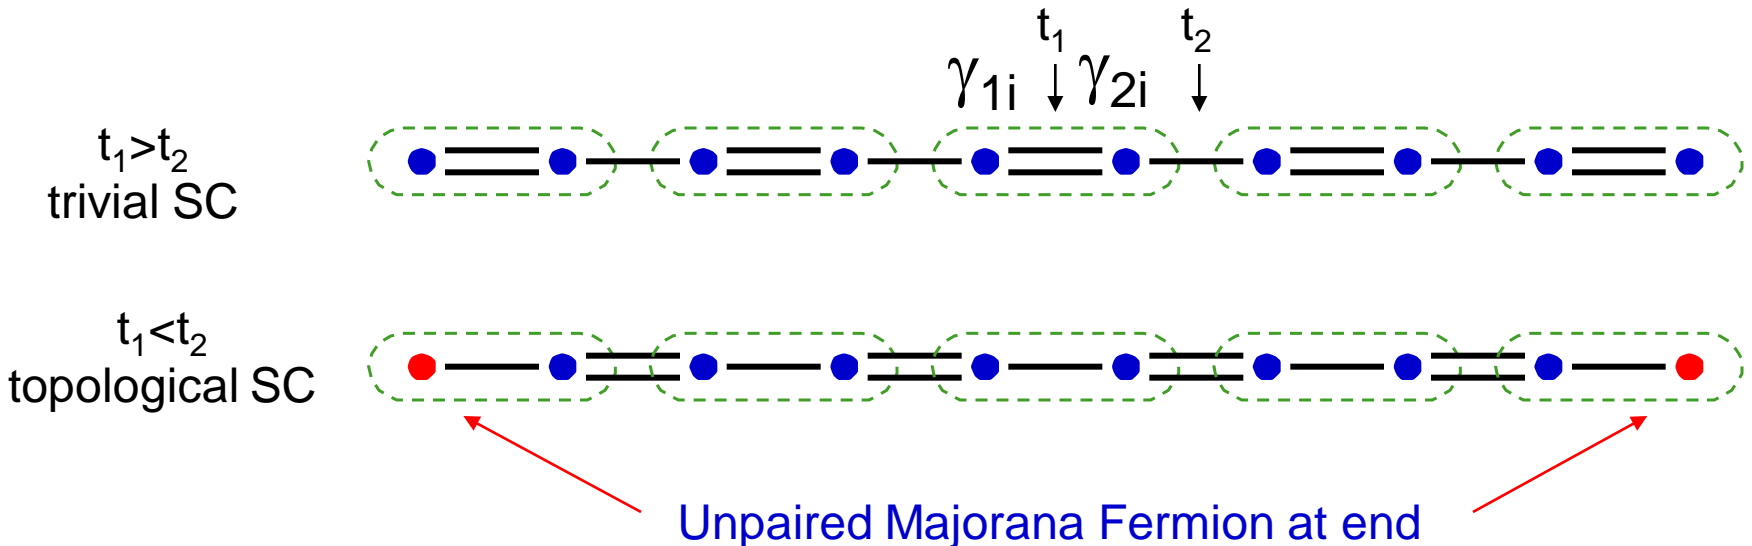 t₁ t₂
γ₁ᵢ γ₂ᵢ
t₁>t₂
trivial SC
t₁<t₂
topological SC
Unpaired Majorana Fermion at end